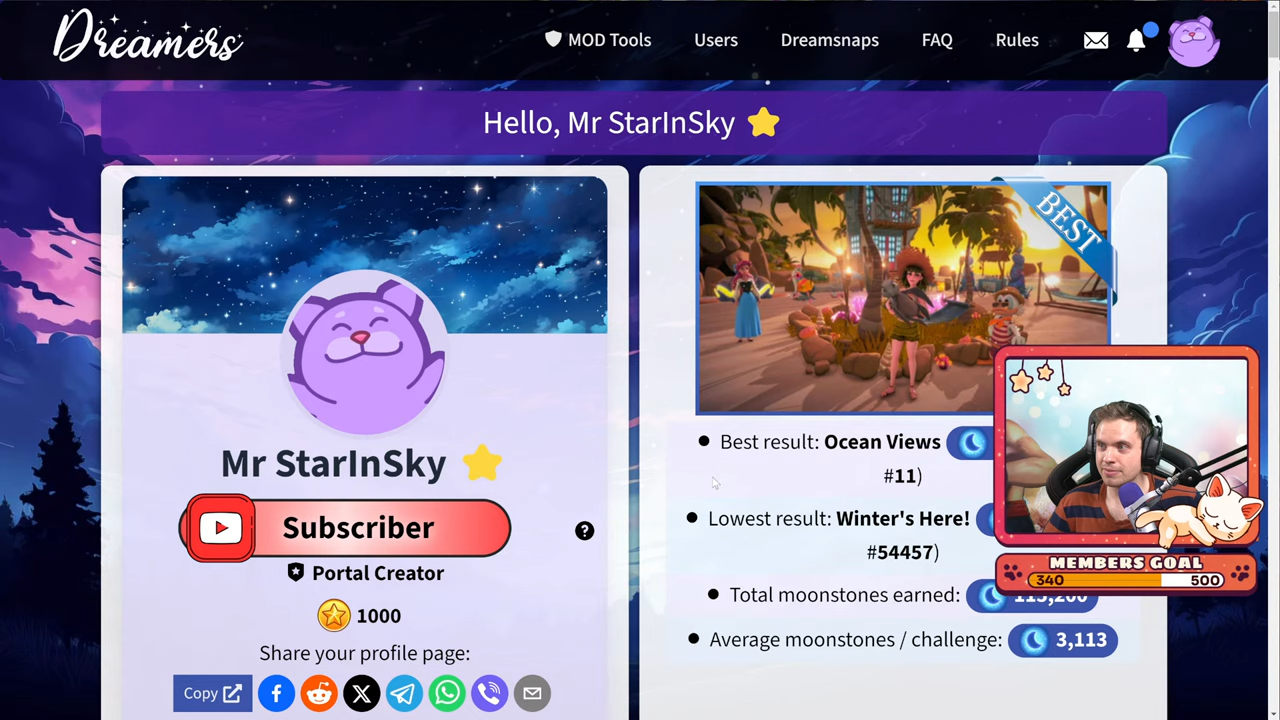 Dreamers
MOD Tools
Users
Dreamsnaps
FAQ
Rules
Hello, Mr StarInSky
BEST
Mr StarInSky
Subscriber
?
Portal Creator
1000
Share your profile page:
Copy
Best result: Ocean Views
#11)
Lowest result: Winter's Here!
#54457)
Total moonstones earned:
Average moonstones / challenge: 3,113
MEMBERS GOAL
340 500